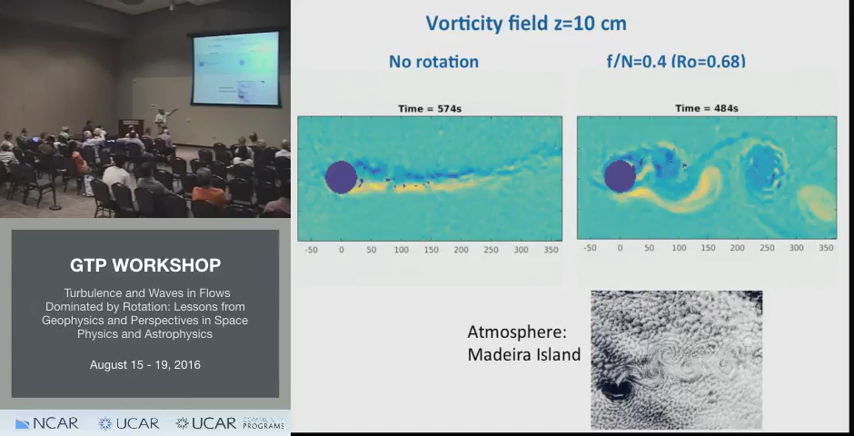 Vorticity field z=10 cm
No rotation
f/N=0.4 (Ro=0.68)
Time = 574s
Time = 484s
-50 0 50 100 150 200 250 300 350
-50 0 50 100 150 200 250 300 350
Atmosphere:
Madeira Island
GTP WORKSHOP
Turbulence and Waves in Flows
Dominated by Rotation: Lessons from
Geophysics and Perspectives in Space
Physics and Astrophysics
August 15 - 19, 2016
NCAR
UCAR
UCAR
PROGRAMS